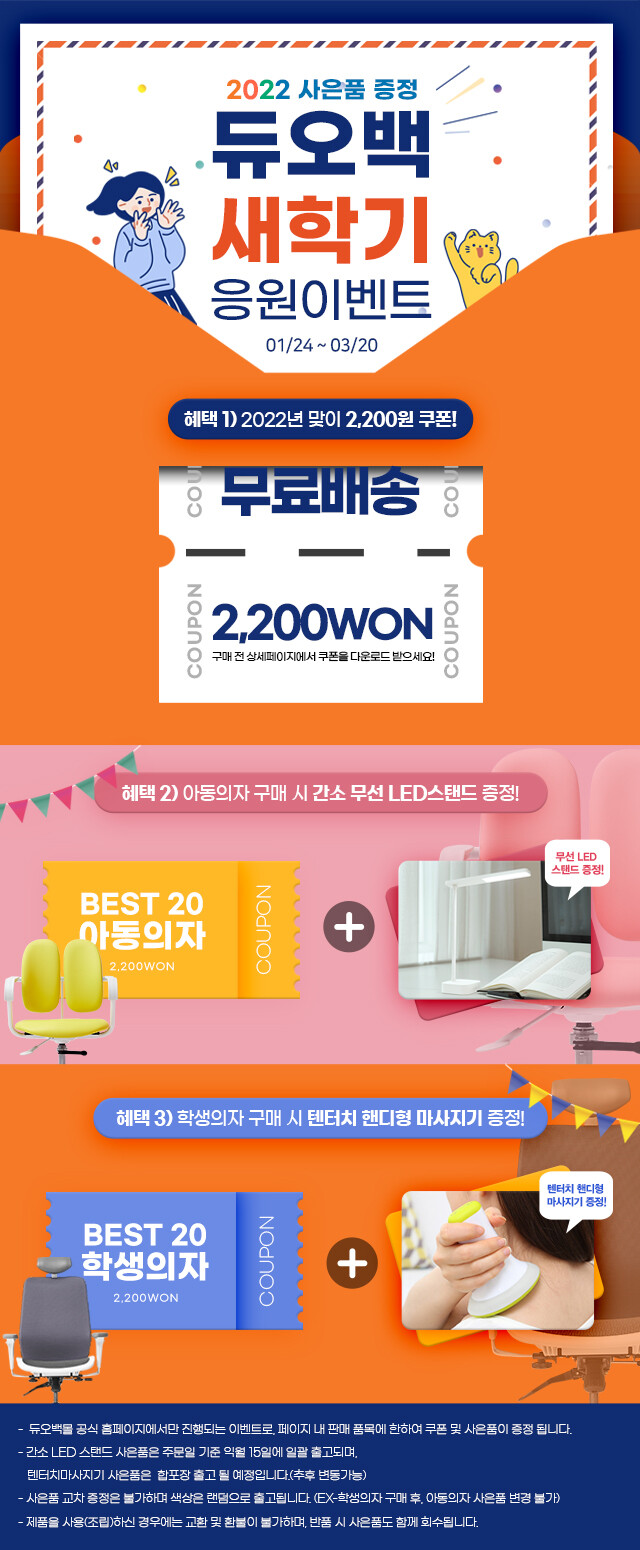 2022 사은품 증정
듀오백
새학기
응원이벤트
01/24 ~ 03/20
혜택 1) 2022년 맞이 2,200원 쿠폰!
COUPON
무료배송
COUPON
COUPON
2,200WON
구매 전 상세페이지에서 쿠폰을 다운로드 받으세요!
COUPON
혜택 2) 아동의자 구매 시 간소 무선 LED스탠드 증정!
무선 LED
스탠드 증정!
BEST 20
아동의자
2,200WON
COUPON
혜택 3) 학생의자 구매 시 텐터치 핸디형 마사지기 증정!
텐터치 핸디형
마사지기 증정!
BEST 20
학생의자
2,200WON
COUPON
- 듀오백몰 공식 홈페이지에서만 진행되는 이벤트로, 페이지 내 판매 품목에 한하여 쿠폰 및 사은품이 증정 됩니다.
- 간소 LED 스탠드 사은품은 주문일 기준 익월 15일에 일괄 출고되며,
텐터치마사지기 사은품은 합포장 출고 될 예정입니다.(추후 변동가능)
- 사은품 교차 증정은 불가하며 색상은 랜덤으로 출고됩니다. (EX-학생의자 구매 후, 아동의자 사은품 변경 불가)
- 제품을 사용(조립)하신 경우에는 교환 및 환불이 불가하며, 반품 시 사은품도 함께 회수됩니다.